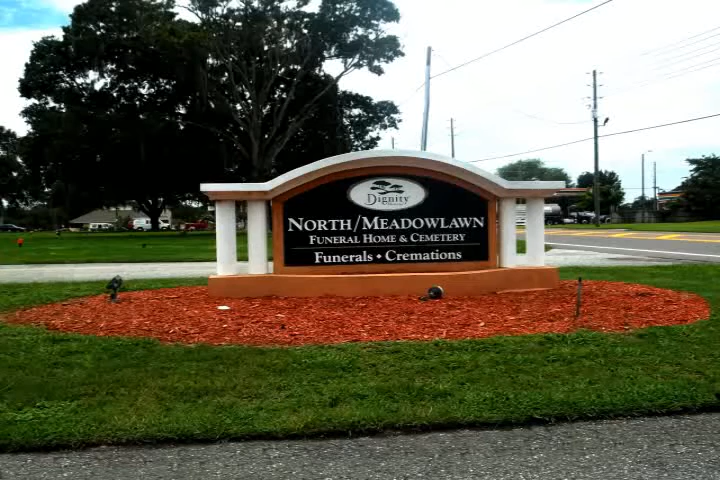 Dignity
NORTH/MEADOWLAWN
FUNERAL HOME & CEMETERY
Funerals • Cremations